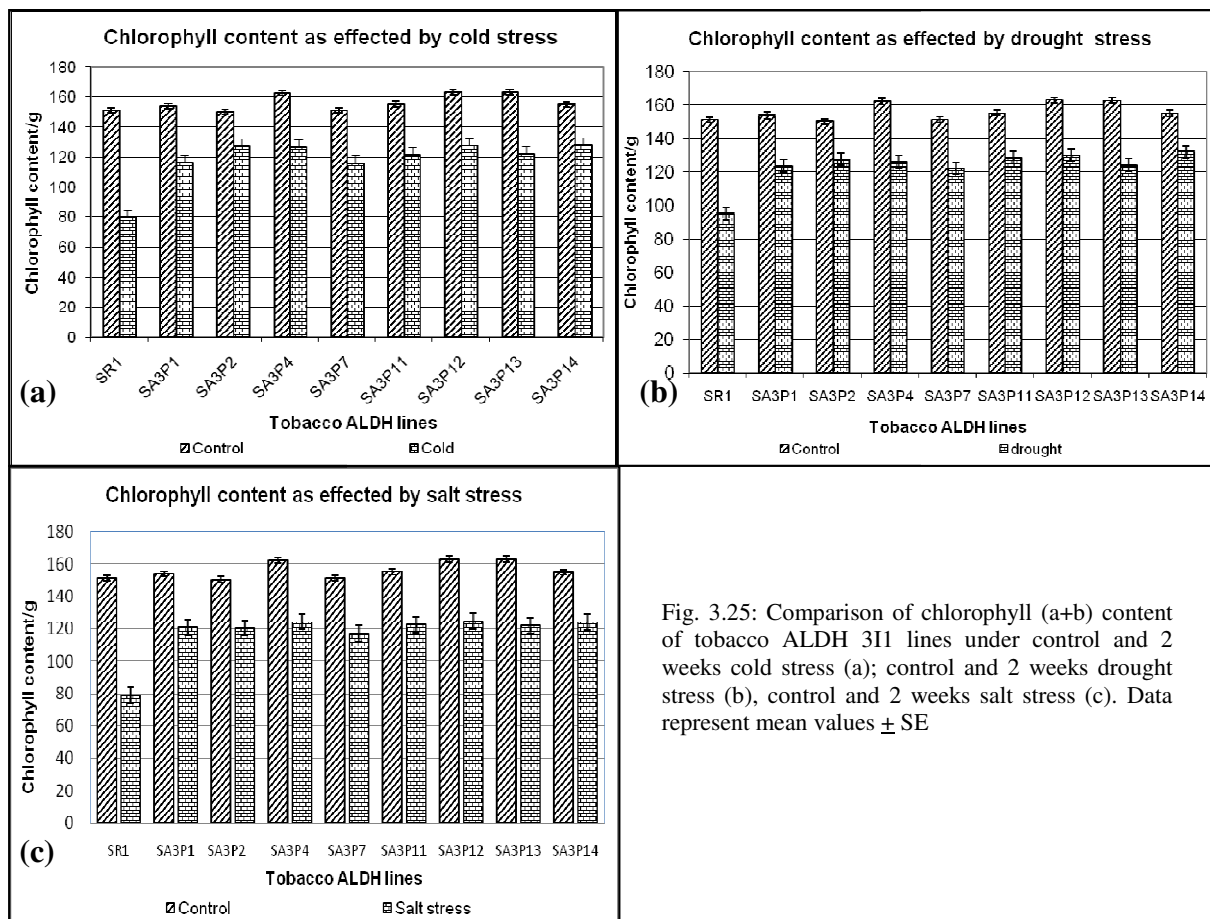 Chlorophyll content as effected by cold stress
Chlorophyll content/g
180
160
140
120
100
80
60
40
20
0
SR1 SA3P1 SA3P2 SA3P4 SA3P7 SA3P11 SA3P12 SA3P13 SA3P14
(a)
Tobacco ALDH lines
Control Cold
Chlorophyll content as effected by drought stress
Chlorophyll content/g
180
160
140
120
100
80
60
40
20
0
SR1 SA3P1 SA3P2 SA3P4 SA3P7 SA3P11 SA3P12 SA3P13 SA3P14
(b)
Tobacco ALDH lines
Control drought
Chlorophyll content as effected by salt stress
Chlorophyll content/g
180
160
140
120
100
80
60
40
20
0
SR1 SA3P1 SA3P2 SA3P4 SA3P7 SA3P11 SA3P12 SA3P13 SA3P14
(c)
Tobacco ALDH lines
Control Salt stress
Fig. 3.25: Comparison of chlorophyll (a+b) content
of tobacco ALDH 3I1 lines under control and 2
weeks cold stress (a); control and 2 weeks drought
stress (b), control and 2 weeks salt stress (c). Data
represent mean values ± SE